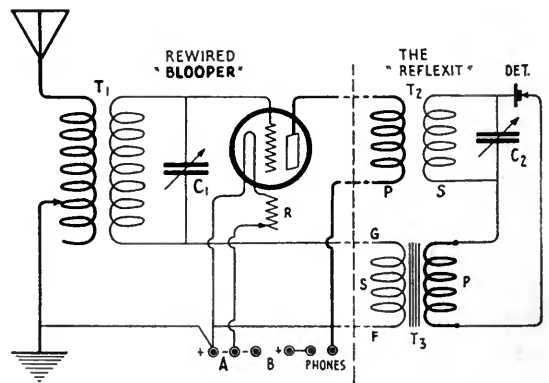 REWIRED
"BLOOPER"
THE
"REFLEXIT"
DET.
T1
T2
C1
C2
R
P
S
G
S
P
F
T3
+ A - - B + PHONES